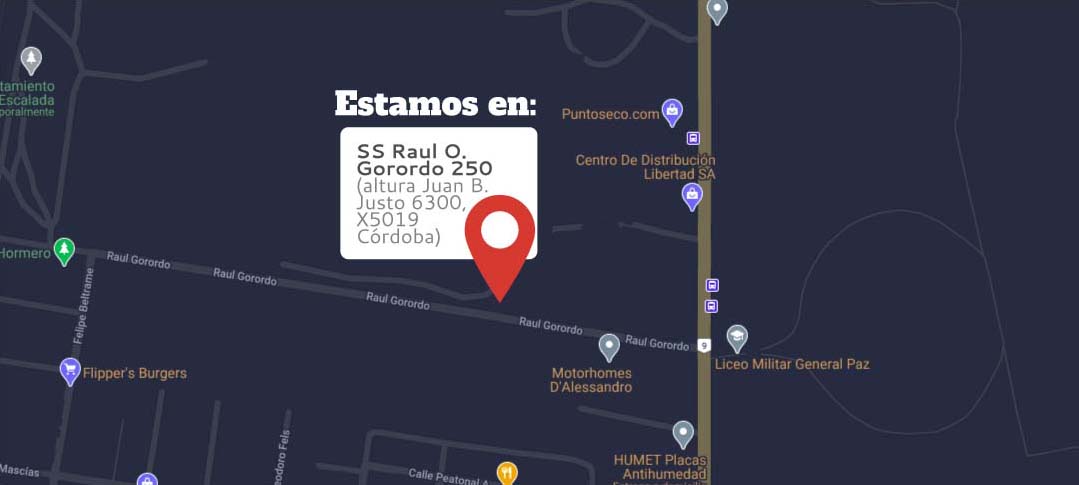 tamiento
Escalada
poralmente
Estamos en:
SS Raul O.
Gorordo 250
(altura Juan B.
Justo 6300,
X5019
Córdoba)
Puntoseco.com
Centro De Distribución
Libertad SA
Hormero
Raul Gorordo
Raul Gorordo
Raul Gorordo
Raul Gorordo
Raul Gorordo
9
Felipe Beltrame
Liceo Militar General Paz
Motorhomes
D'Alessandro
Flipper's Burgers
odoro Fels
HUMET Placas
Antihumedad
Mascías
Calle Peatonal A